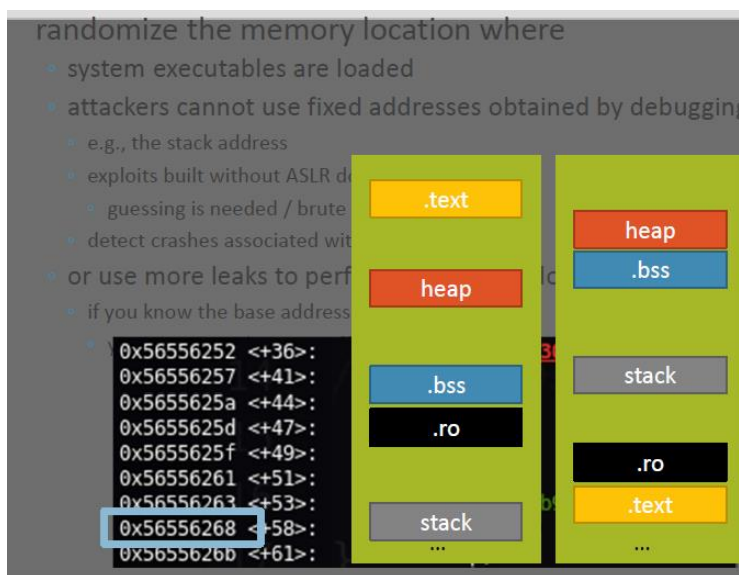 randomize the memory location where
system executables are loaded
attackers cannot use fixed addresses obtained by debugging
e.g., the stack address
exploits built without ASLR
guessing is needed / brute
detect crashes associated
or use more leaks to
if you know the base address
0x56556252 <+36>:
0x56556257 <+41>:
0x5655625a <+44>:
0x5655625d <+47>:
0x5655625f <+49>:
0x56556261 <+51>:
0x56556263 <+53>:
0x56556268 <+58>:
0x5655626b <+61>:
.text
heap
.bss
.ro
stack
...
heap
.bss
stack
.ro
.text
...